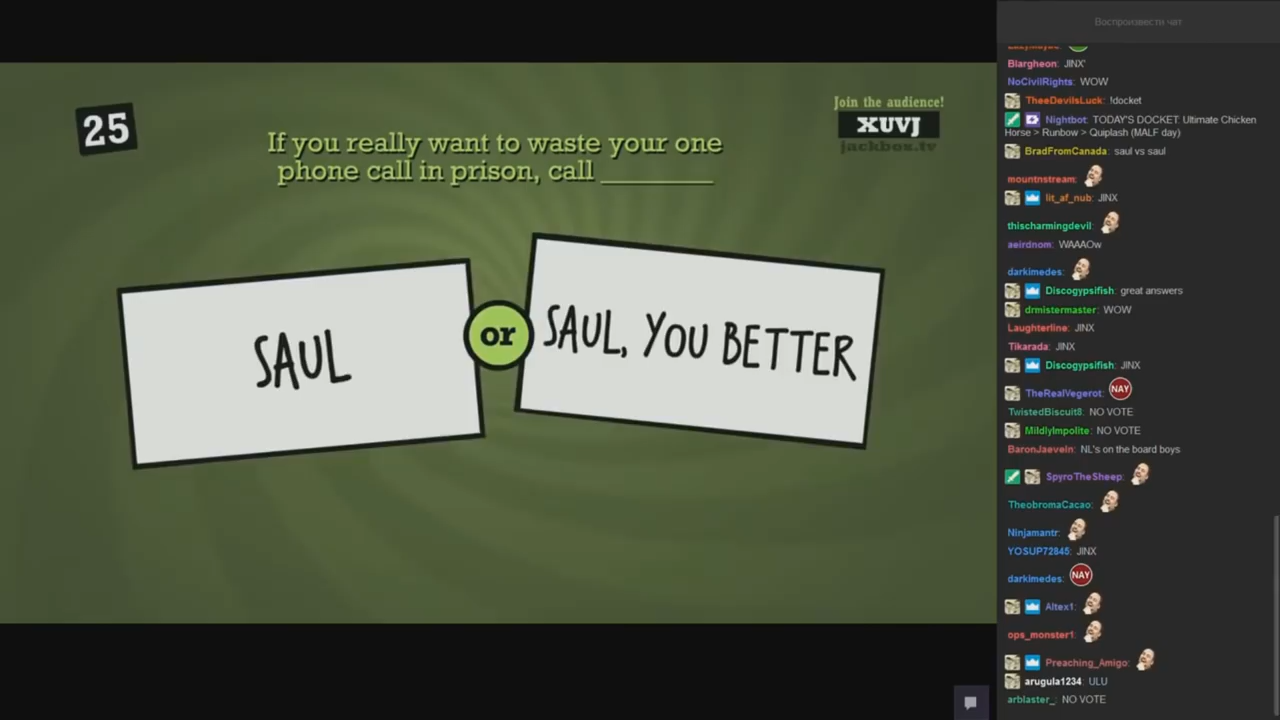 Воспроизвести чат
25
Join the audience!
XUVJ
jackbox.tv
If you really want to waste your one
phone call in prison, call ________
SAUL
or
SAUL, YOU BETTER
Blargheon: JINX'
NoCivilRights: WOW
TheeDevilsLuck: !docket
Nightbot: TODAY'S DOCKET: Ultimate Chicken
Horse > Runbow > Quiplash (MALF day)
BradFromCanada: saul vs saul
mountnstream:
lit_af_nub: JINX
thischarmingdevil:
aeirdnom: WAAAOw
darkimedes:
Discogypsifish: great answers
drmistermaster: WOW
Laughterline: JINX
Tikarada: JINX
Discogypsifish: JINX
TheRealVegerot: NAY
TwistedBiscuit8: NO VOTE
MildlyImpolite: NO VOTE
BaronJaevein: NL's on the board boys
SpyroTheSheep:
TheobromaCacao:
Ninjamantr:
YOSUP72845: JINX
darkimedes: NAY
Altex1:
ops_monster1:
Preaching_Amigo:
arugula1234: ULU
arblaster_: NO VOTE